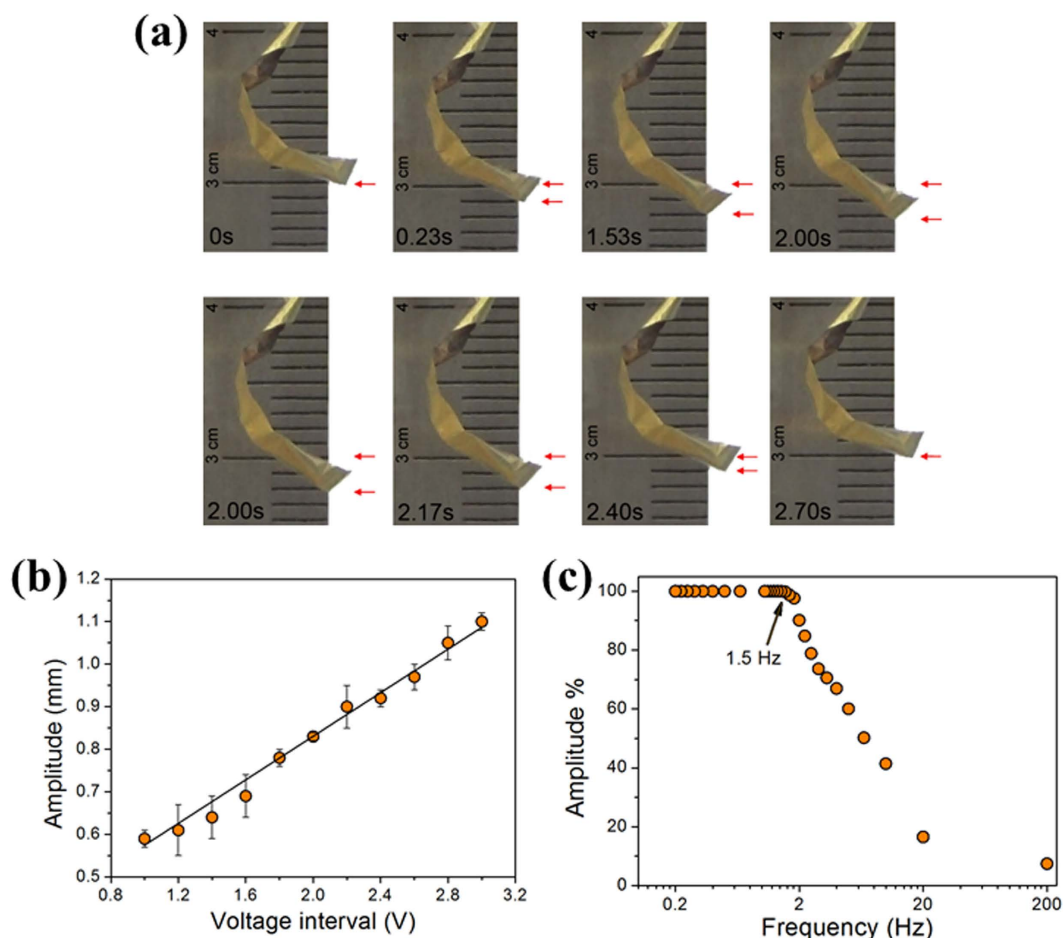 (a)
4
3 cm
0s
4
3 cm
0.23s
4
3 cm
1.53s
4
3 cm
2.00s
4
3 cm
2.00s
4
3 cm
2.17s
4
3 cm
2.40s
4
3 cm
2.70s
(b)
1.2
1.1
1.0
0.9
0.8
0.7
0.6
0.5
Amplitude (mm)
0.8
1.2
1.6
2.0
2.4
2.8
3.2
Voltage interval (V)
(c)
100
80
60
40
20
0
Amplitude %
1.5 Hz
0.2
2
20
200
Frequency (Hz)